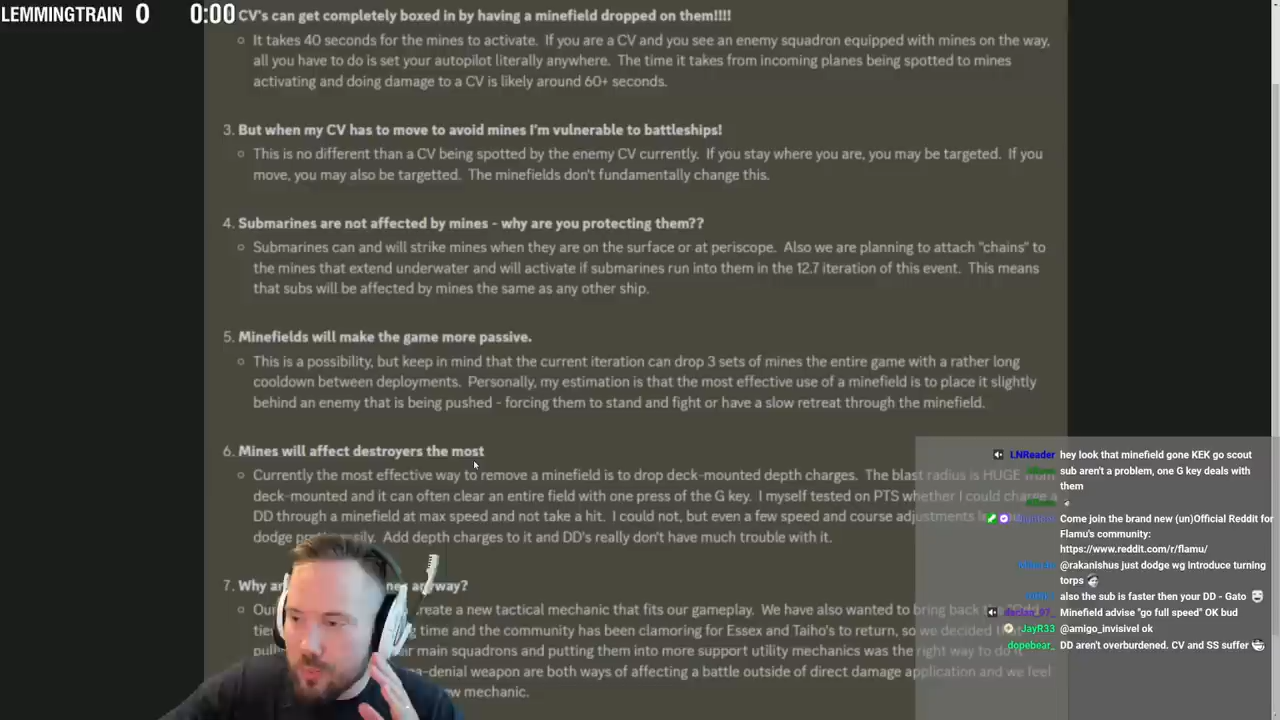 LEMMINGTRAIN 0 0:00
CV's can get completely boxed in by having a minefield dropped on them!!!!
It takes 40 seconds for the mines to activate. If you are a CV and you see an enemy squadron equipped with mines on the way,
all you have to do is set your autopilot literally anywhere. The time it takes from incoming planes being spotted to mines
activating and doing damage to a CV is likely around 60+ seconds.
3. But when my CV has to move to avoid mines I'm vulnerable to battleships!
This is no different than a CV being spotted by the enemy CV currently. If you stay where you are, you may be targeted. If you
move, you may also be targetted. The minefields don't fundamentally change this.
4. Submarines are not affected by mines - why are you protecting them??
Submarines can and will strike mines when they are on the surface or at periscope. Also we are planning to attach "chains" to
the mines that extend underwater and will activate if submarines run into them in the 12.7 iteration of this event. This means
that subs will be affected by mines the same as any other ship.
5. Minefields will make the game more passive.
This is a possibility, but keep in mind that the current iteration can drop 3 sets of mines the entire game with a rather long
cooldown between deployments. Personally, my estimation is that the most effective use of a minefield is to place it slightly
behind an enemy that is being pushed - forcing them to stand and fight or have a slow retreat through the minefield.
6. Mines will affect destroyers the most
Currently the most effective way to remove a minefield is to drop deck-mounted depth charges. The blast radius is HUGE from
deck-mounted and it can often clear an entire field with one press of the G key. I myself tested on PTS whether I could charge a
DD through a minefield at max speed and not take a hit. I could not, but even a few speed and course adjustments
dodge Add depth charges to it and DD's really don't have much trouble with it.
7. Why anyway?
Our create a new tactical mechanic that fits our gameplay. We have also wanted to bring back
time and the community has been clamoring for Essex and Taiho's to return, so we decided
main squadrons and putting them into more support utility mechanics was the right way to do
weapon are both ways of affecting a battle outside of direct damage application and we feel
new mechanic.
LNReader hey look that minefield gone KEK go scout
sub aren't a problem, one G key deals with
them
Come join the brand new (un)Official Reddit for
Flamu's community:
https://www.reddit.com/r/flamu/
@rakanishus just dodge wg introduce turning
torps
also the sub is faster then your DD - Gato
Minefield advise "go full speed" OK bud
JayR33 @amigo_invisivel ok
dopebear_ DD aren't overburdened. CV and SS suffer